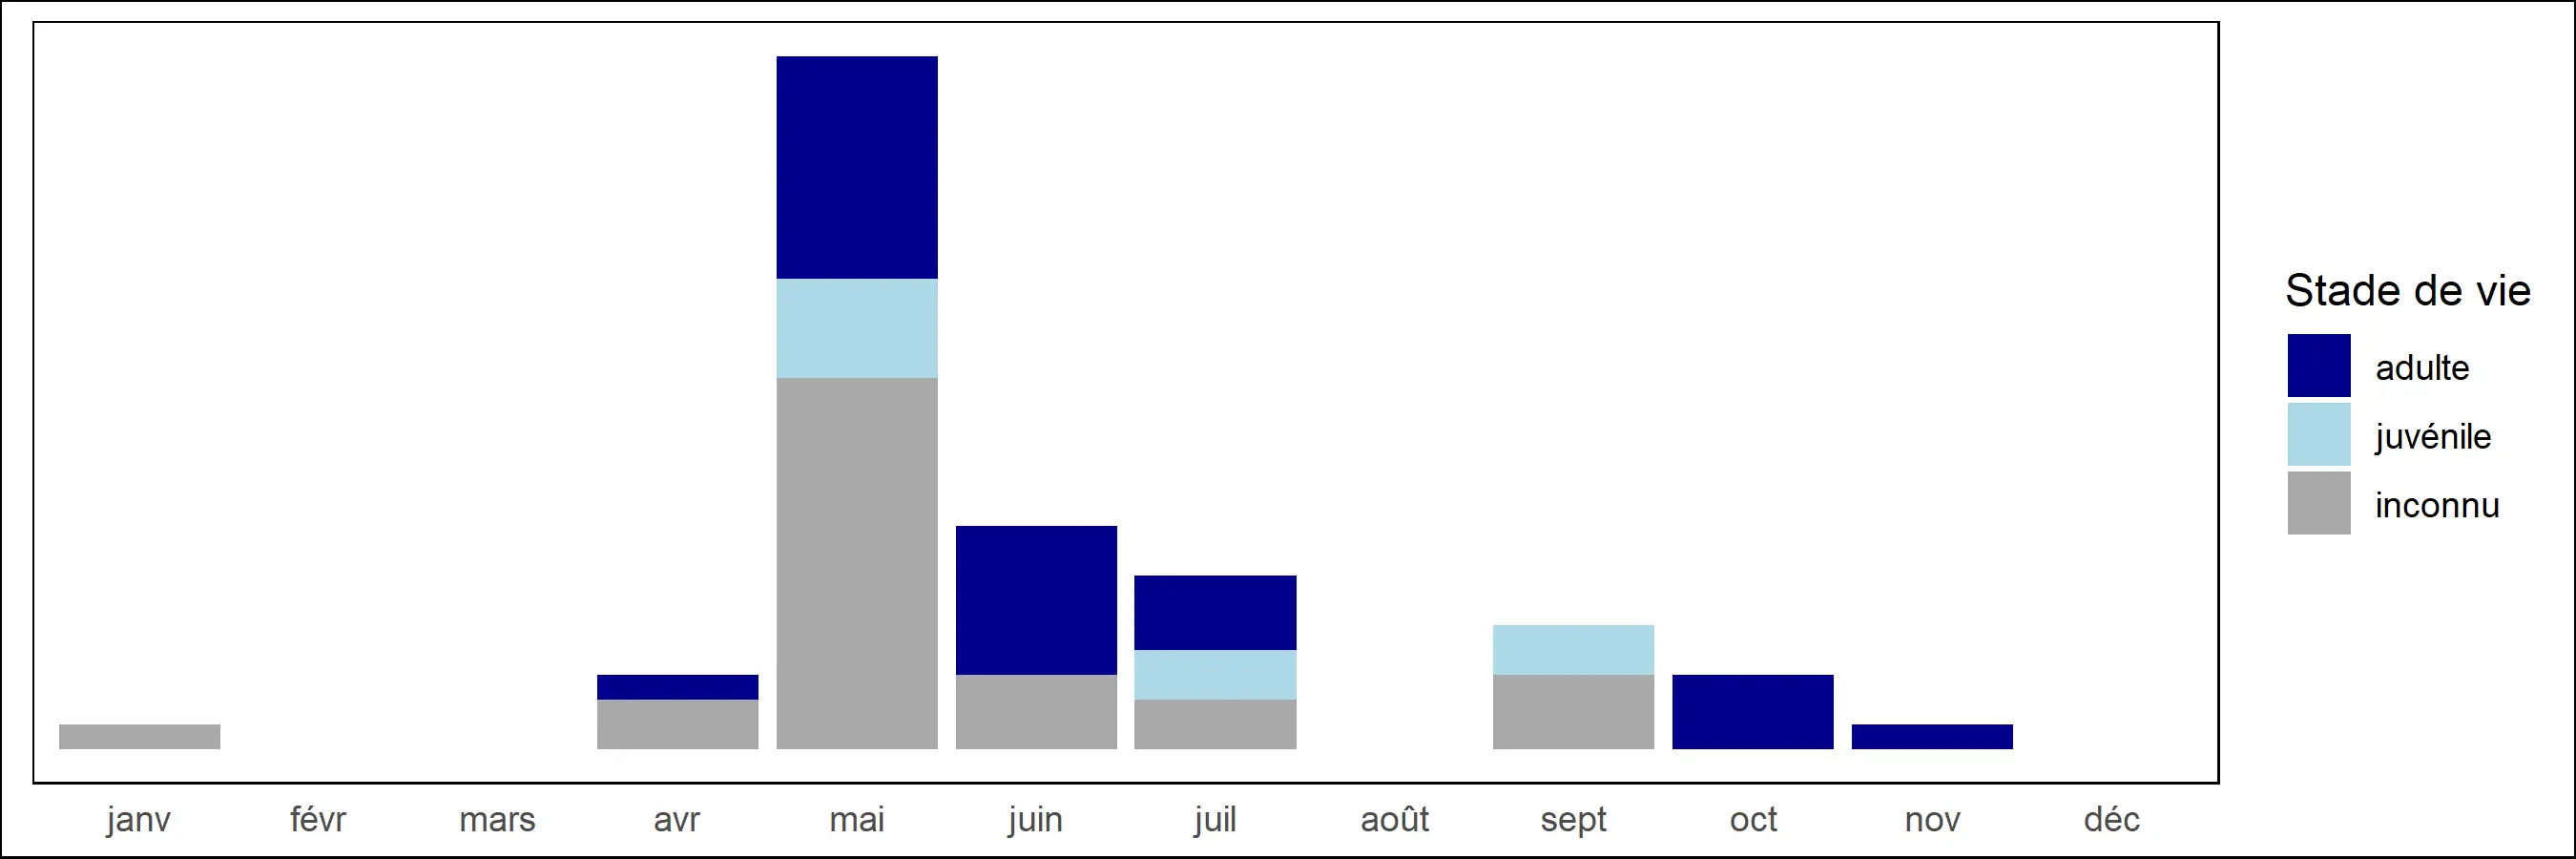 Stade de vie
adulte
juvénile
inconnu
janv févr mars avr mai juin juil août sept oct nov déc